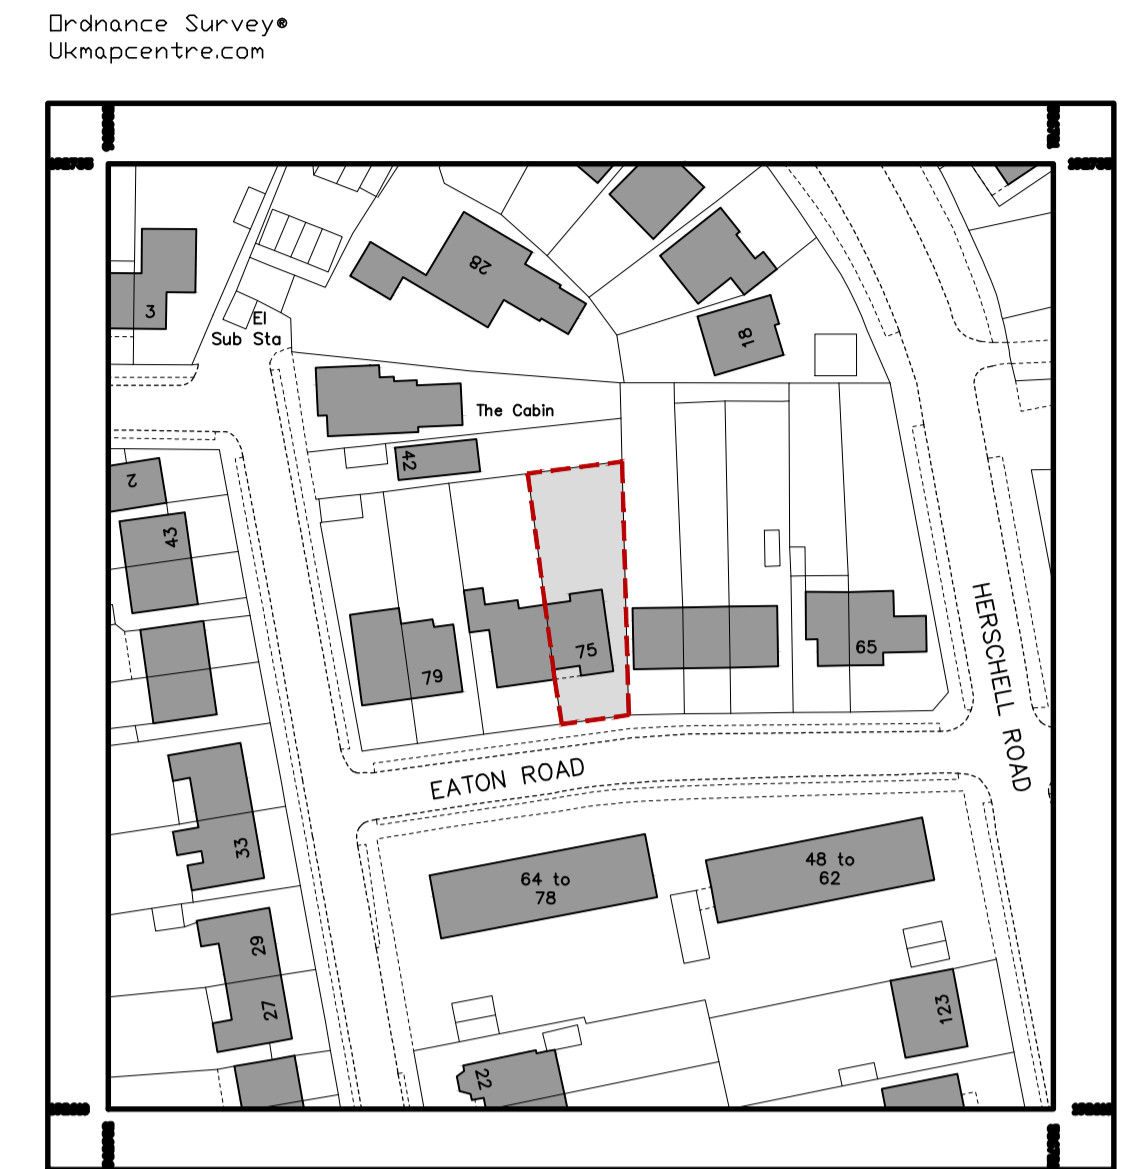 Ordnance Survey®
Ukmapcentre.com
28
3
El
Sub Sta
18
The Cabin
42
2
43
HERSCHELL ROAD
75
65
79
EATON ROAD
33
48 to
62
64 to
78
29
27
123
22